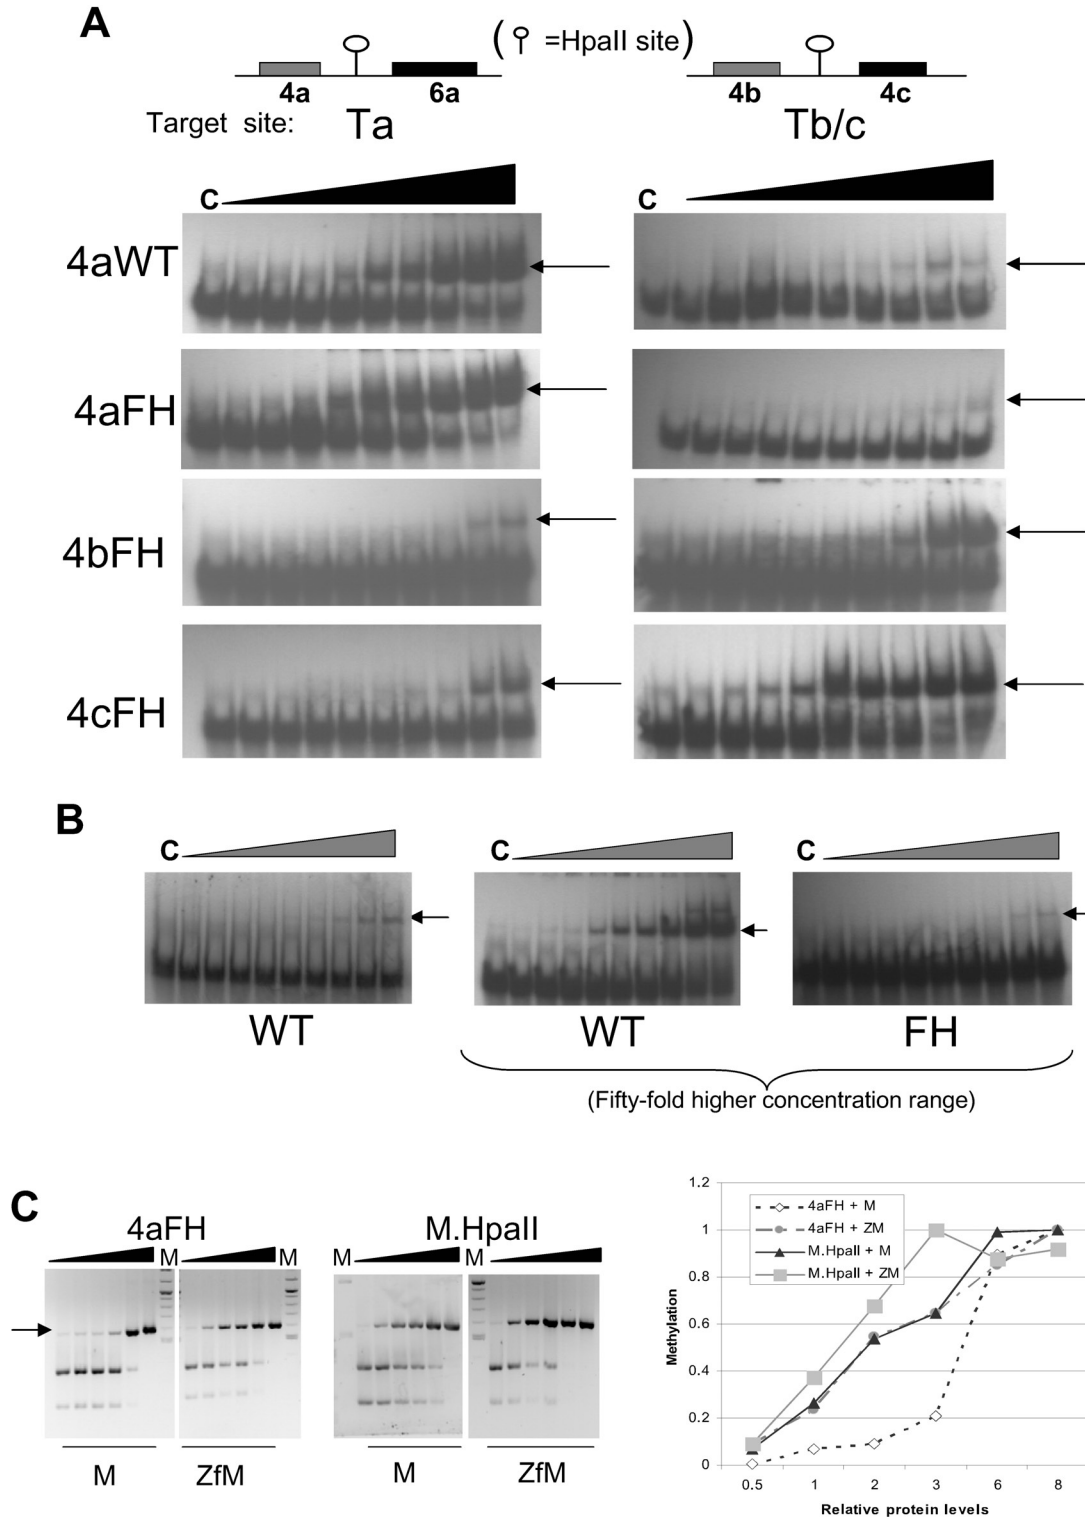 A
( =HpaII site)
4a 6a 4b 4c
Target site: Ta Tb/c
C C
4aWT
4aFH
4bFH
4cFH
B
C C C
WT WT FH
(Fifty-fold higher concentration range)
C
4aFH M.HpaII
M M M M
M ZfM M ZfM
1.2
1
0.8
0.6
0.4
0.2
0
Methylation
4aFH + M
4aFH + ZM
M.HpaII + M
M.HpaII + ZM
0.5 1 2 3 6 8
Relative protein levels